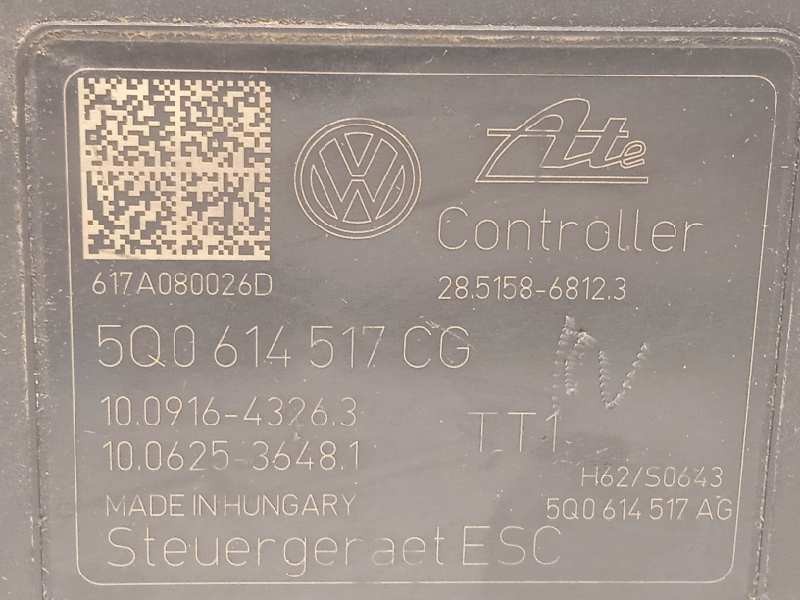 VW
Ate
Controller
617A080026D
28.5158-6812.3
5Q0 614 517 CG
10.0916-4326.3
TT1
10.0625-3648.1
H62/S0643
MADE IN HUNGARY
5Q0 614 517 AG
Steuergeraet ESC